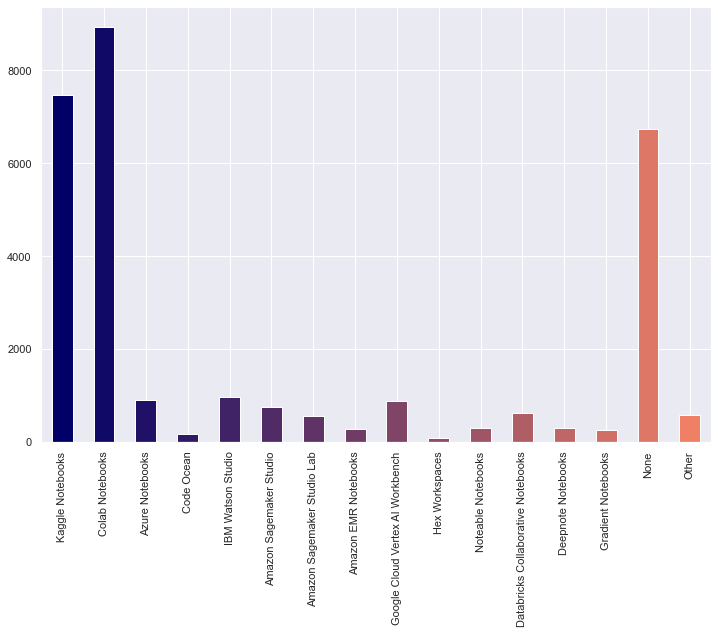 8000
6000
4000
2000
0
Kaggle Notebooks
Colab Notebooks
Azure Notebooks
Code Ocean
IBM Watson Studio
Amazon Sagemaker Studio
Amazon Sagemaker Studio Lab
Amazon EMR Notebooks
Google Cloud Vertex AI Workbench
Hex Workspaces
Noteable Notebooks
Databricks Collaborative Notebooks
Deepnote Notebooks
Gradient Notebooks
None
Other